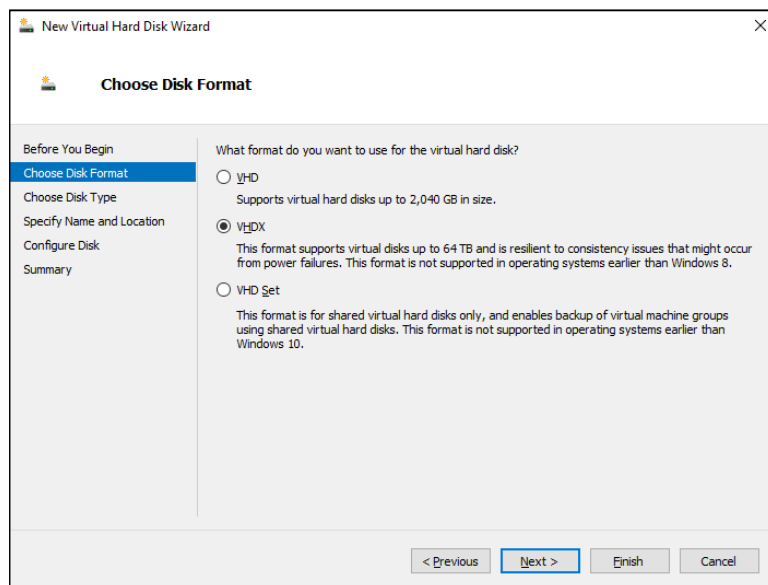 New Virtual Hard Disk Wizard
Choose Disk Format
Before You Begin
Choose Disk Format
Choose Disk Type
Specify Name and Location
Configure Disk
Summary
What format do you want to use for the virtual hard disk?
VHD
Supports virtual hard disks up to 2,040 GB in size.
VHDX
This format supports virtual disks up to 64 TB and is resilient to consistency issues that might occur
from power failures. This format is not supported in operating systems earlier than Windows 8.
VHD Set
This format is for shared virtual hard disks only, and enables backup of virtual machine groups
using shared virtual hard disks. This format is not supported in operating systems earlier than
Windows 10.
< Previous
Next >
Finish
Cancel